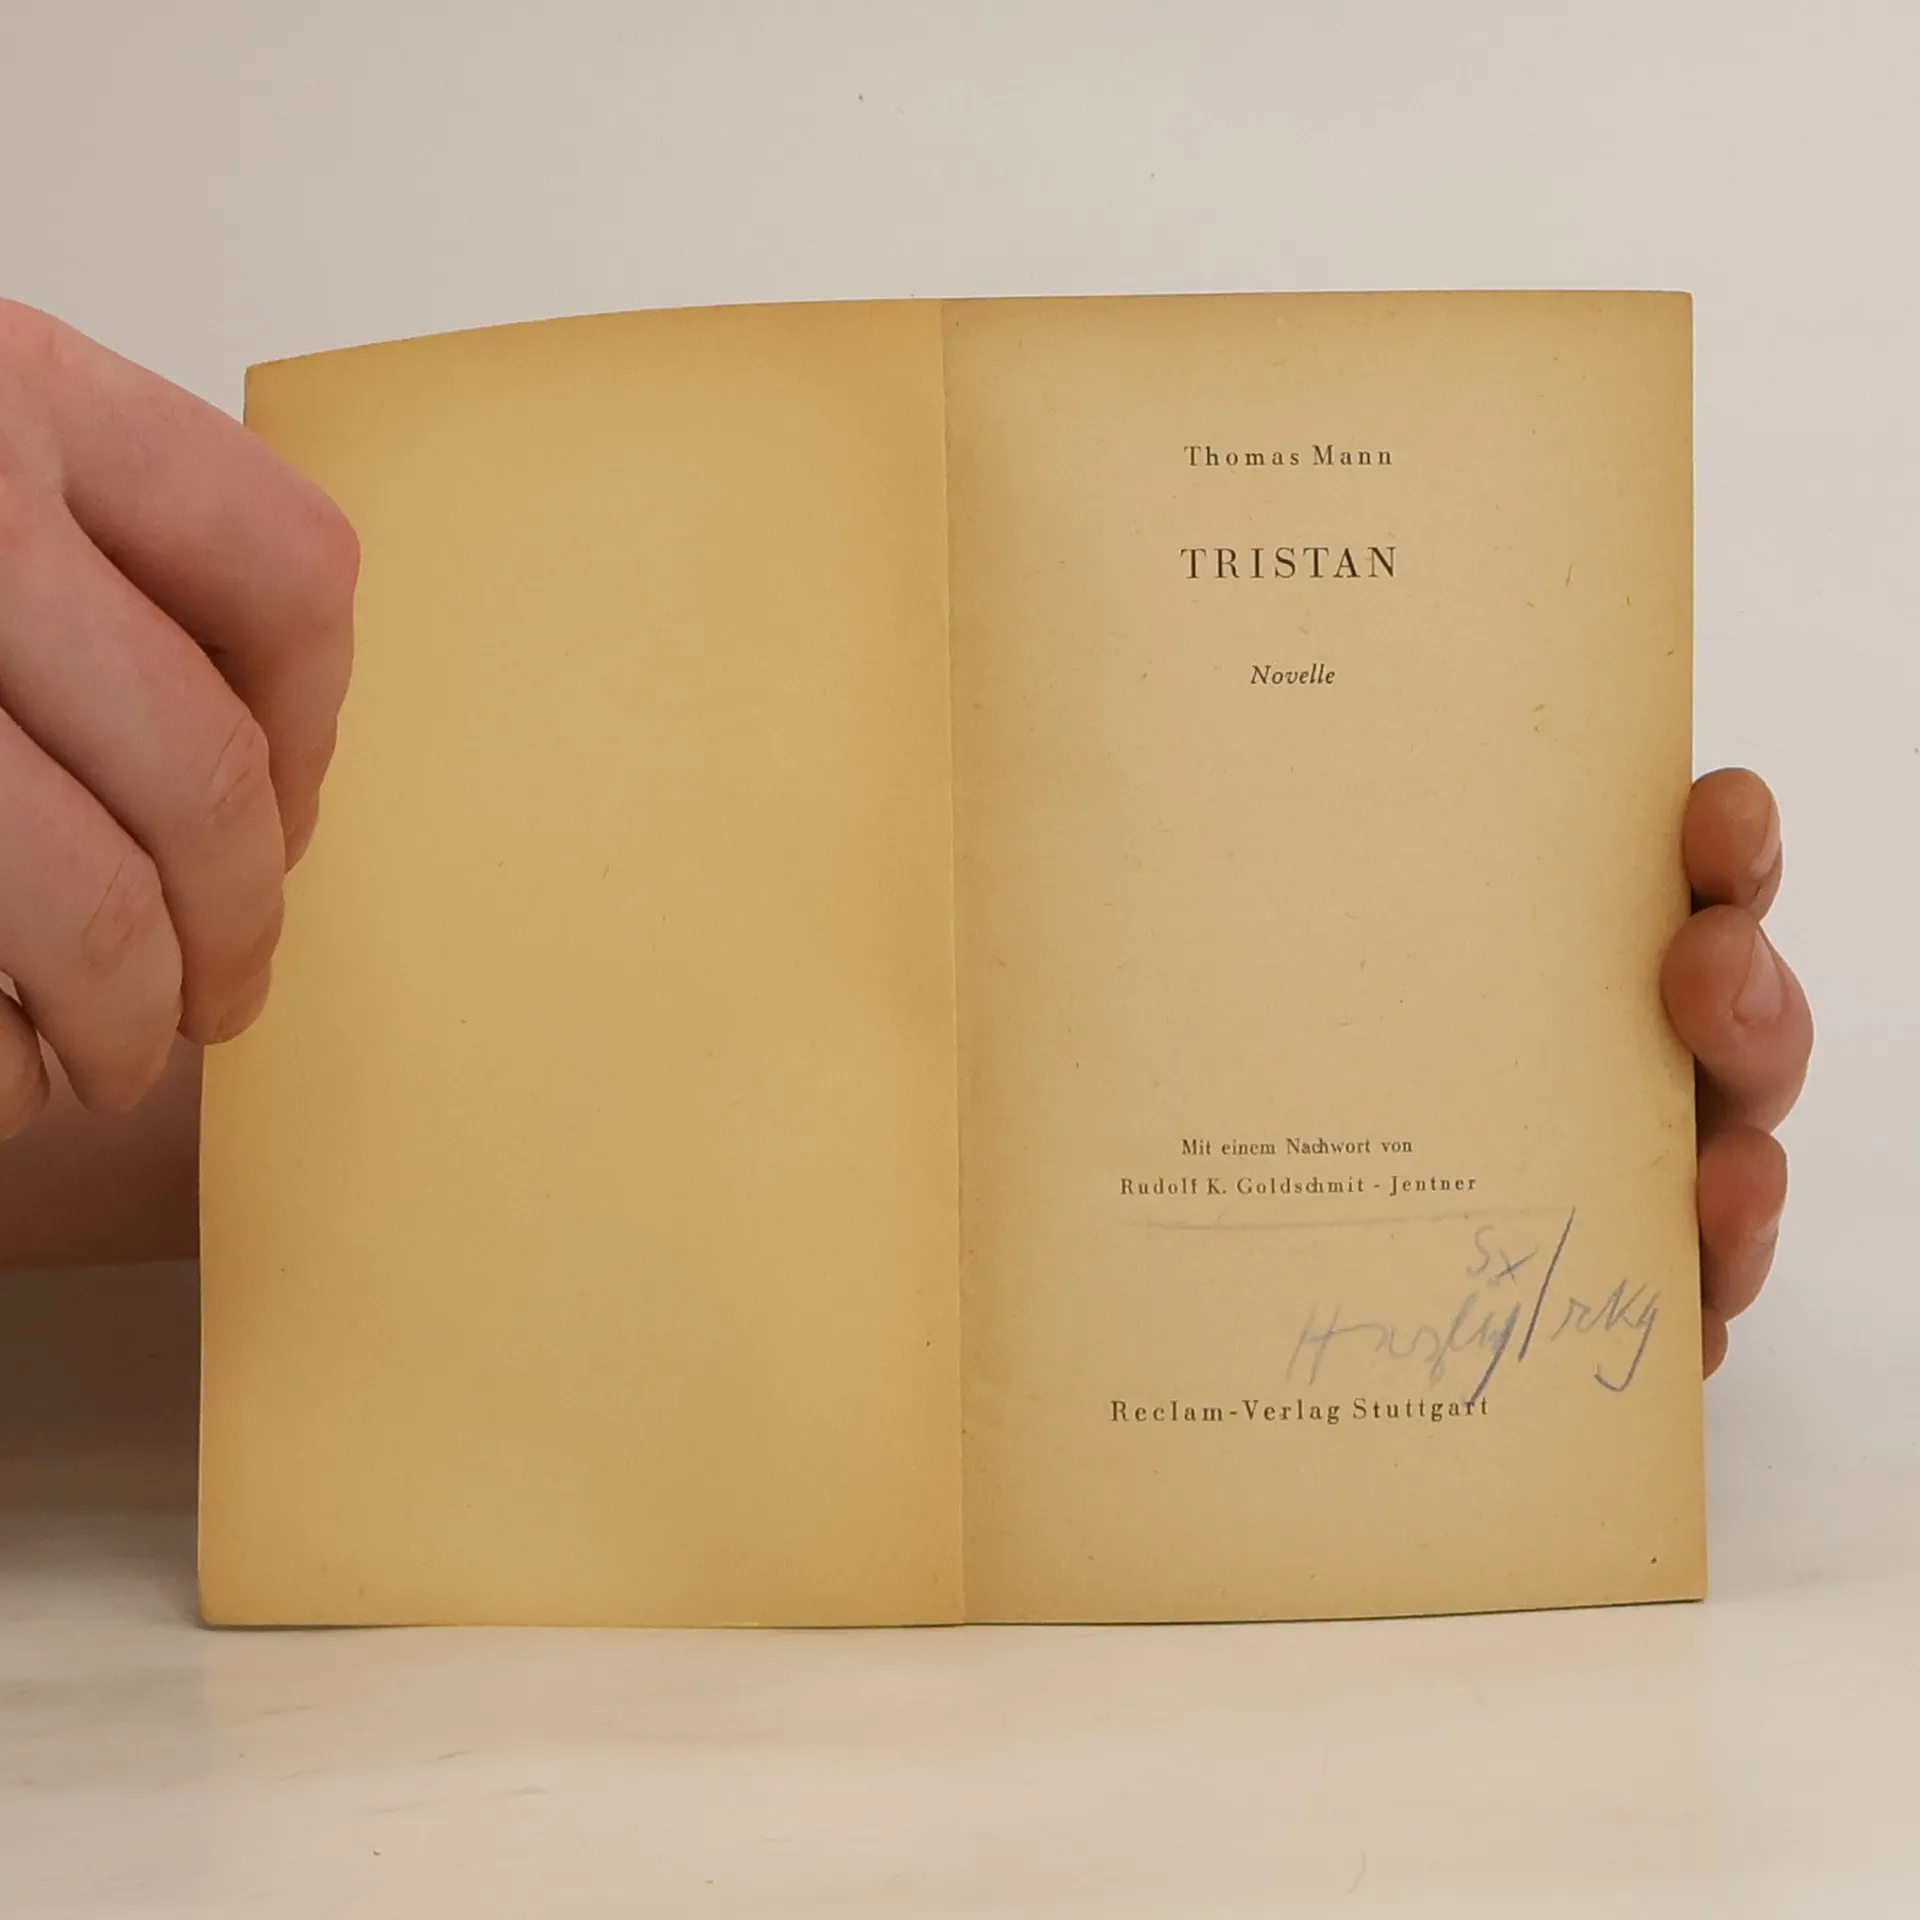 Thomas Mann
TRISTAN
Novelle
Mit einem Nachwort von
Rudolf K. Goldschmit - Jentner
Reclam-Verlag Stuttgart